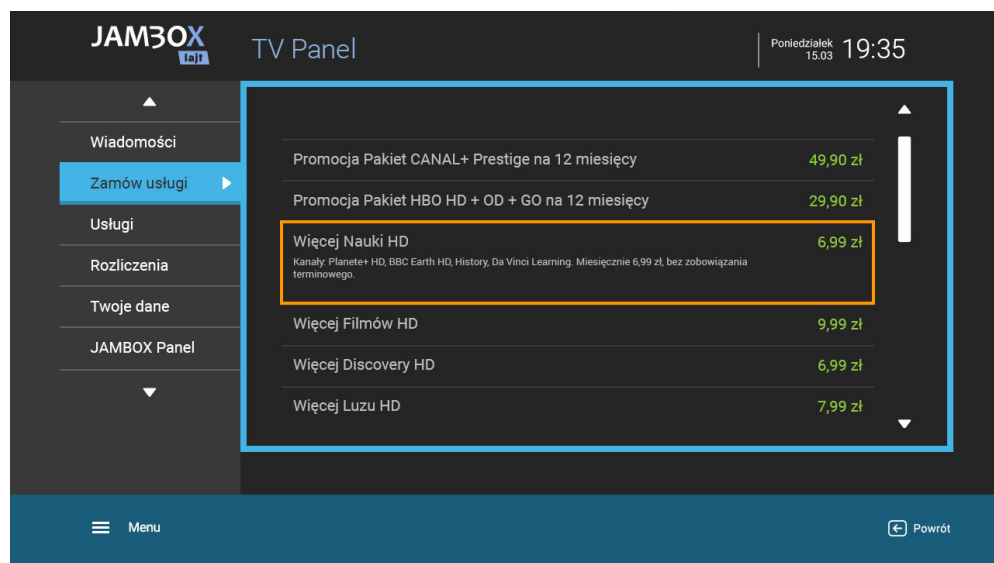 JAMBOX
lajt
TV Panel
Poniedziałek
15.03
19:35
Wiadomości
Zamów usługi
Usługi
Rozliczenia
Twoje dane
JAMBOX Panel
Promocja Pakiet CANAL+ Prestige na 12 miesięcy 49,90 zł
Promocja Pakiet HBO HD + OD + GO na 12 miesięcy 29,90 zł
Więcej Nauki HD 6,99 zł
Kanały: Planete+ HD, BBC Earth HD, History, Da Vinci Learning. Miesięcznie 6,99 zł, bez zobowiązania
terminowego.
Więcej Filmów HD 9,99 zł
Więcej Discovery HD 6,99 zł
Więcej Luzu HD 7,99 zł
Menu
Powrót